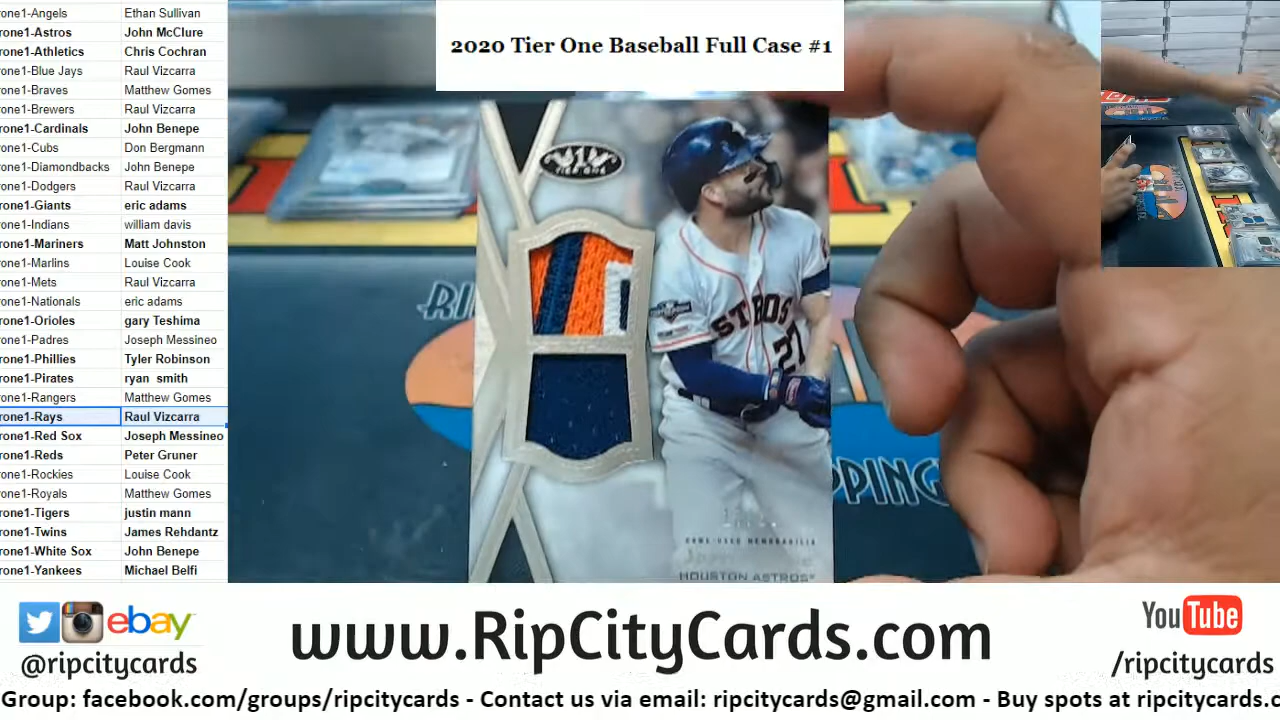 rone1-Angels Ethan Sullivan
rone1-Astros John McClure
rone1-Athletics Chris Cochran
rone1-Blue Jays Raul Vizcarra
rone1-Braves Matthew Gomes
rone1-Brewers Raul Vizcarra
rone1-Cardinals John Benepe
rone1-Cubs Don Bergmann
rone1-Diamondbacks John Benepe
rone1-Dodgers Raul Vizcarra
rone1-Giants eric adams
rone1-Indians william davis
rone1-Mariners Matt Johnston
rone1-Marlins Louise Cook
rone1-Mets Raul Vizcarra
rone1-Nationals eric adams
rone1-Orioles gary Teshima
rone1-Padres Joseph Messineo
rone1-Phillies Tyler Robinson
rone1-Pirates ryan smith
rone1-Rangers Matthew Gomes
rone1-Rays Raul Vizcarra
rone1-Red Sox Joseph Messineo
rone1-Reds Peter Gruner
rone1-Rockies Louise Cook
rone1-Royals Matthew Gomes
rone1-Tigers justin mann
rone1-Twins James Rehdantz
rone1-White Sox John Benepe
rone1-Yankees Michael Belfi
2020 Tier One Baseball Full Case #1
1
TIER ONE
STROS
27
GAME-USED MEMORABILIA
HOUSTON ASTROS
RI
PPING
ebay
@ripcitycards
www.RipCityCards.com
YouTube
/ripcitycards
Group: facebook.com/groups/ripcitycards - Contact us via email: ripcitycards@gmail.com - Buy spots at ripcitycards.c